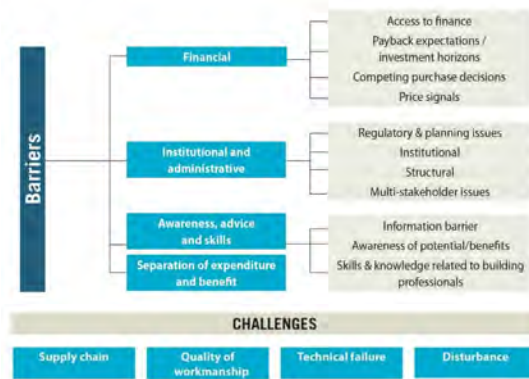 Barriers
Financial
Access to finance
Payback expectations /
investment horizons
Competing purchase decisions
Price signals
Institutional and
administrative
Regulatory & planning issues
Institutional
Structural
Multi-stakeholder issues
Awareness, advice
and skills
Information barrier
Awareness of potential/benefits
Skills & knowledge related to building
professionals
Separation of expenditure
and benefit
CHALLENGES
Supply chain
Quality of
workmanship
Technical failure
Disturbance